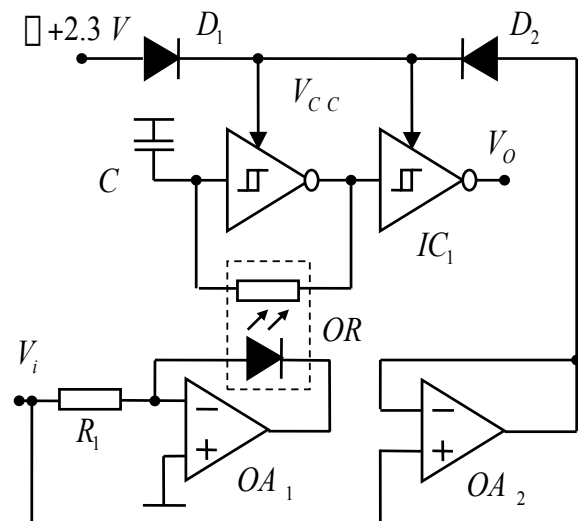 ▯ +2.3 V
D1
D2
VCC
VO
C
IC1
OR
Vi
R1
OA1
OA2